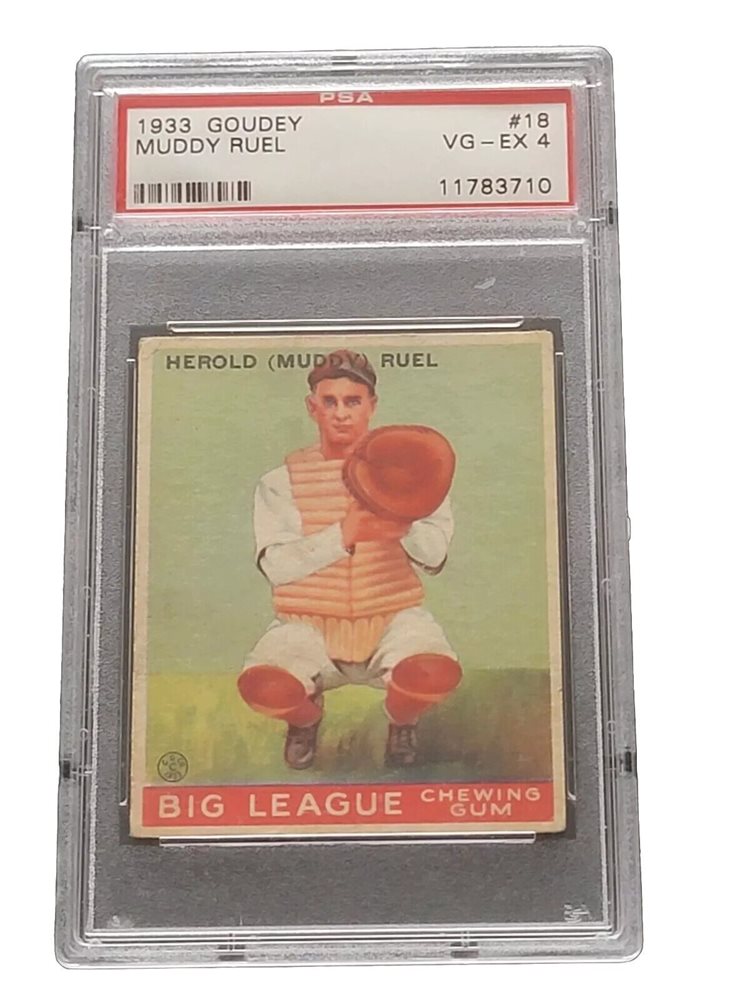 PSA
1933 GOUDEY #18
MUDDY RUEL VG-EX 4
11783710
HEROLD (MUDDY) RUEL
BIG LEAGUE CHEWING
GUM